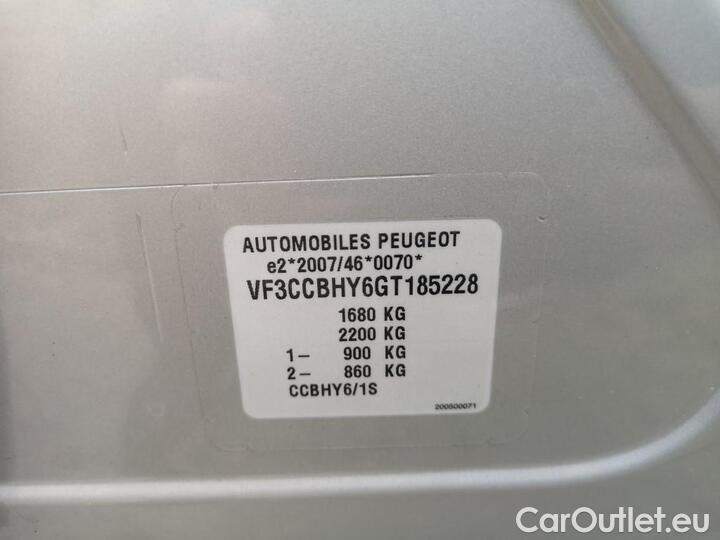 AUTOMOBILES PEUGEOT
e2*2007/46*0070*
VF3CCBHY6GT185228
1680 KG
2200 KG
1- 900 KG
2- 860 KG
CCBHY6/1S
200500071
CarOutlet.eu